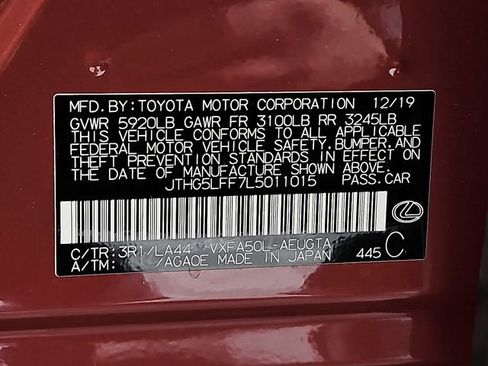 MFD. BY: TOYOTA MOTOR CORPORATION 12/19
GVWR 5920LB GAWR FR 3100LB RR 3245LB
THIS VEHICLE CONFORMS TO ALL APPLICABLE
FEDERAL MOTOR VEHICLE SAFETY,BUMPER,AND
THEFT PREVENTION STANDARDS IN EFFECT ON
THE DATE OF MANUFACTURE SHOWN ABOVE.
JTHG5LFF7L5011015 PASS.CAR
C/TR: 3R1/LA44 -VXFA50L-AEUGTA
A/TM: /AGA0E MADE IN JAPAN 445 C